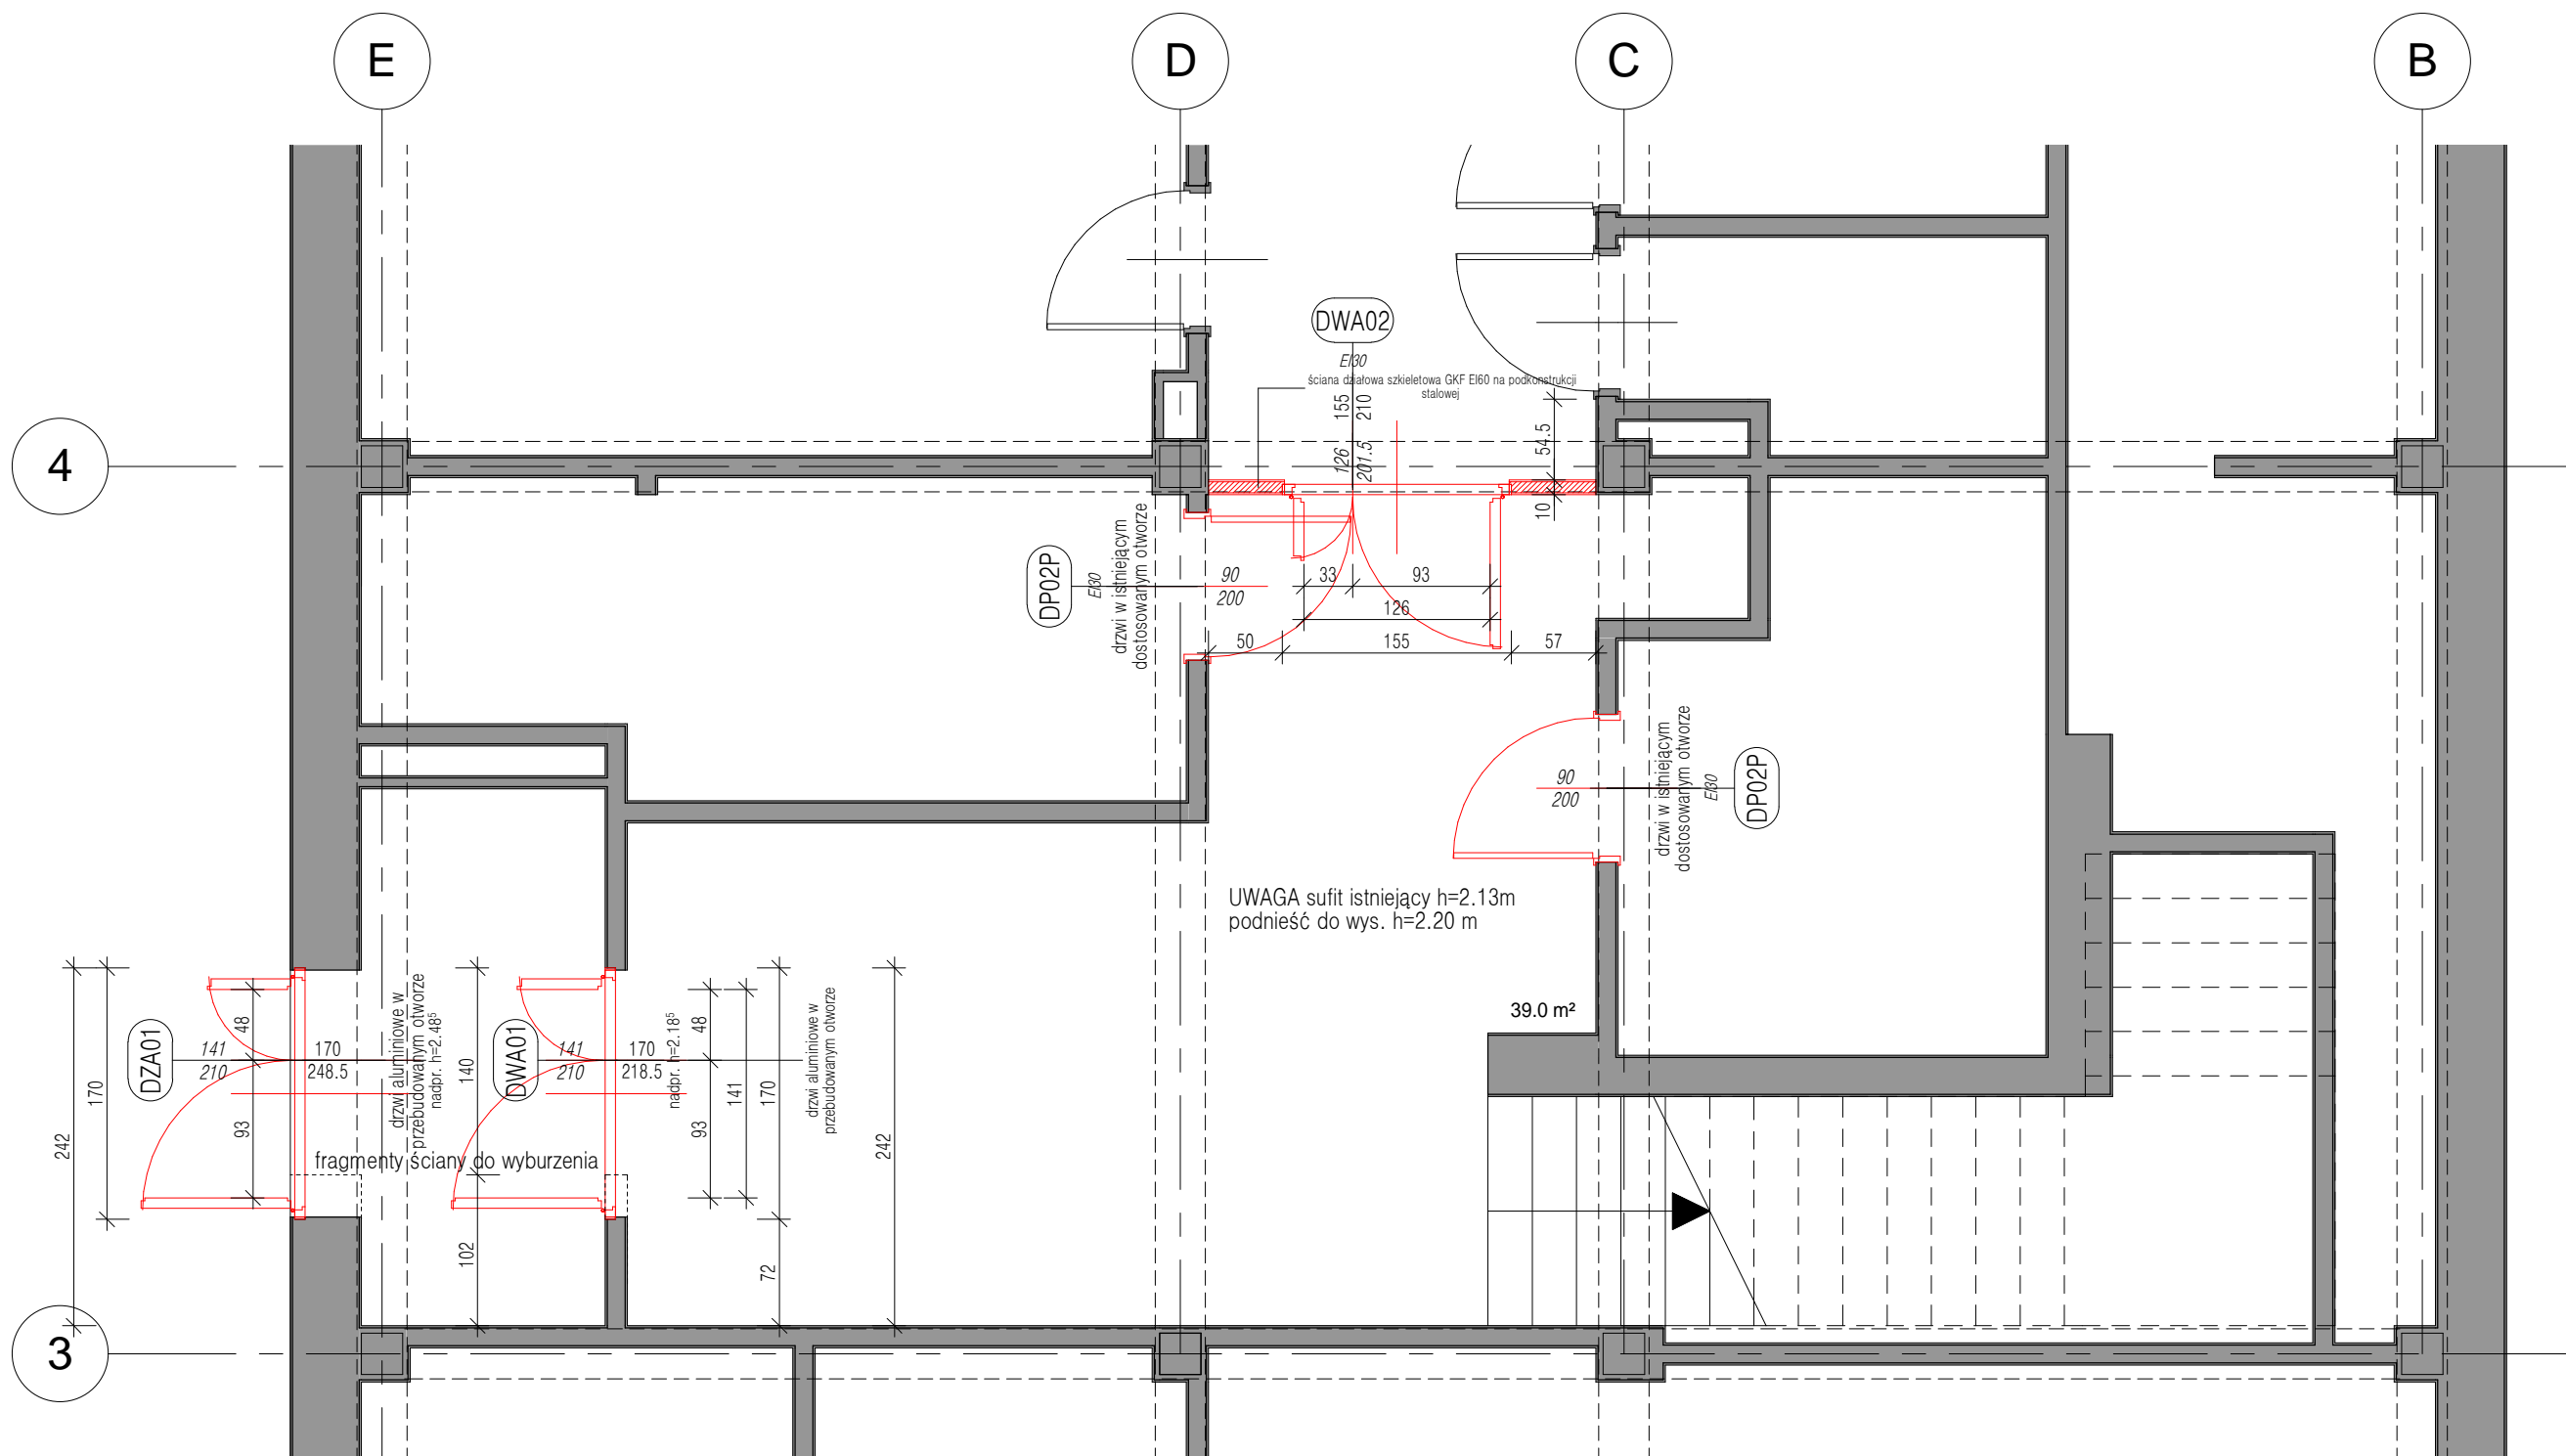 E
D
C
B
4
3
DWA02
EI30
ściana działowa szkieletowa GKF EI60 na podkonstrukcji
stalowej
155
210
126
201.5
54.5
10
DP02P
EI30
drzwi w istniejącym
dostosowanym otworze
90
200
33
93
126
50
155
57
90
200
drzwi w istniejącym
dostosowanym otworze
EI30
DP02P
UWAGA sufit istniejący h=2.13m
podnieść do wys. h=2.20 m
39.0 m²
242
170
DZA01
141
210
48
93
170
248.5
drzwi aluminiowe w
przebudowanym otworze
nadpr. h=2.48⁵
fragmenty ściany do wyburzenia
140
102
DWA01
141
210
170
218.5
nadpr. h=2.18⁵
48
93
141
170
72
drzwi aluminiowe w
przebudowanym otworze
242